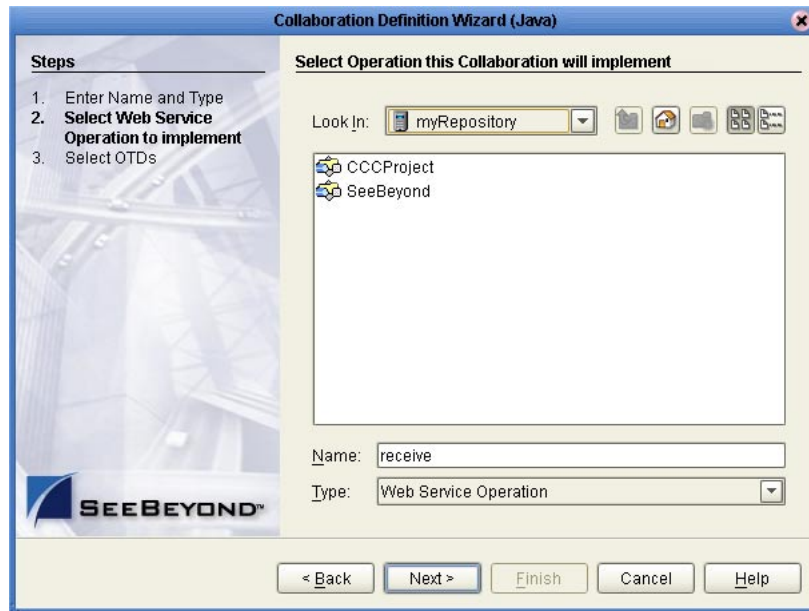 Collaboration Definition Wizard (Java)
Steps
1. Enter Name and Type
2. Select Web Service
Operation to implement
3. Select OTDs
SEEBEYOND™
Select Operation this Collaboration will implement
Look In: myRepository
CCCProject
SeeBeyond
Name: receive
Type: Web Service Operation
< Back Next > Finish Cancel Help